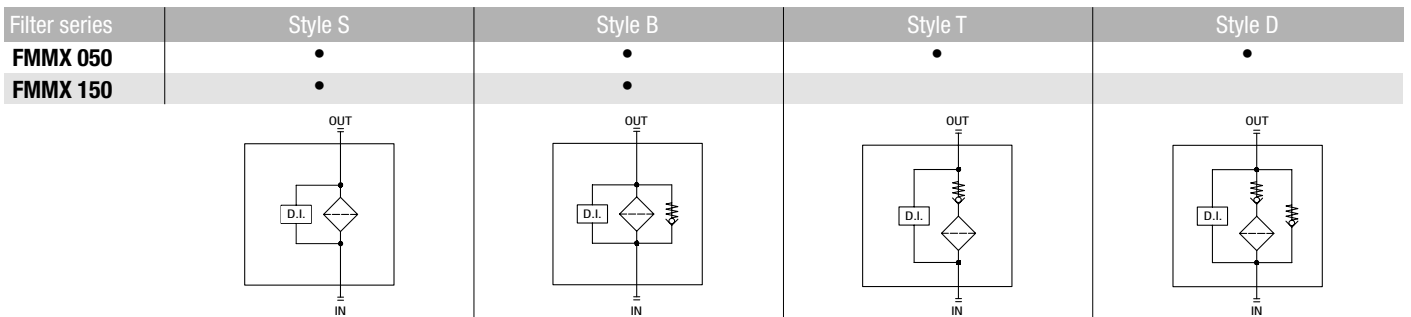 Filter series Style S Style B Style T Style D
FMMX 050 • • • •
FMMX 150 • •
OUT OUT OUT OUT
D.I. D.I. D.I. D.I.
IN IN IN IN